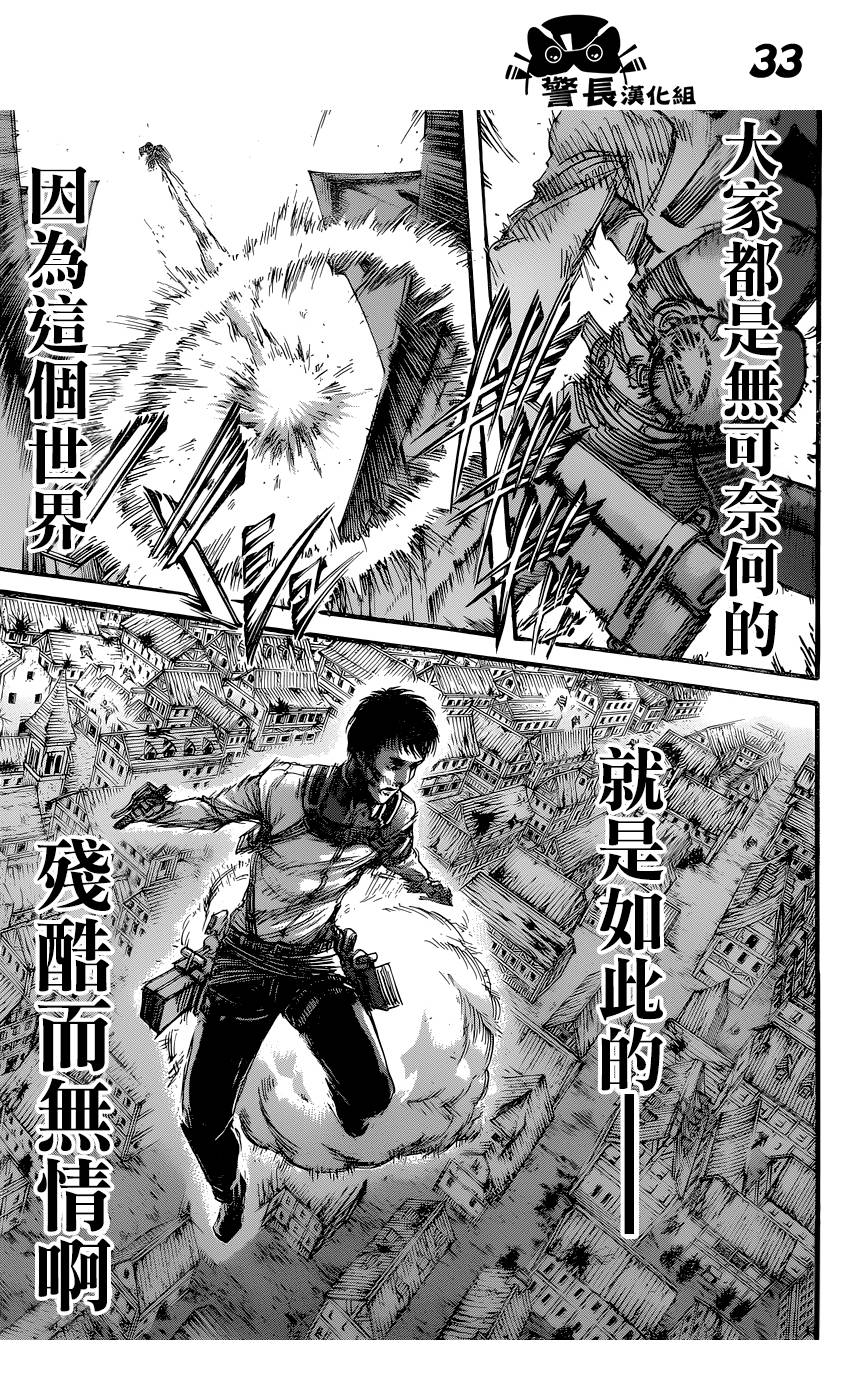 警長漢化組
33
大家都是無可奈何的
因為這個世界
就是如此的——
殘酷而無情啊